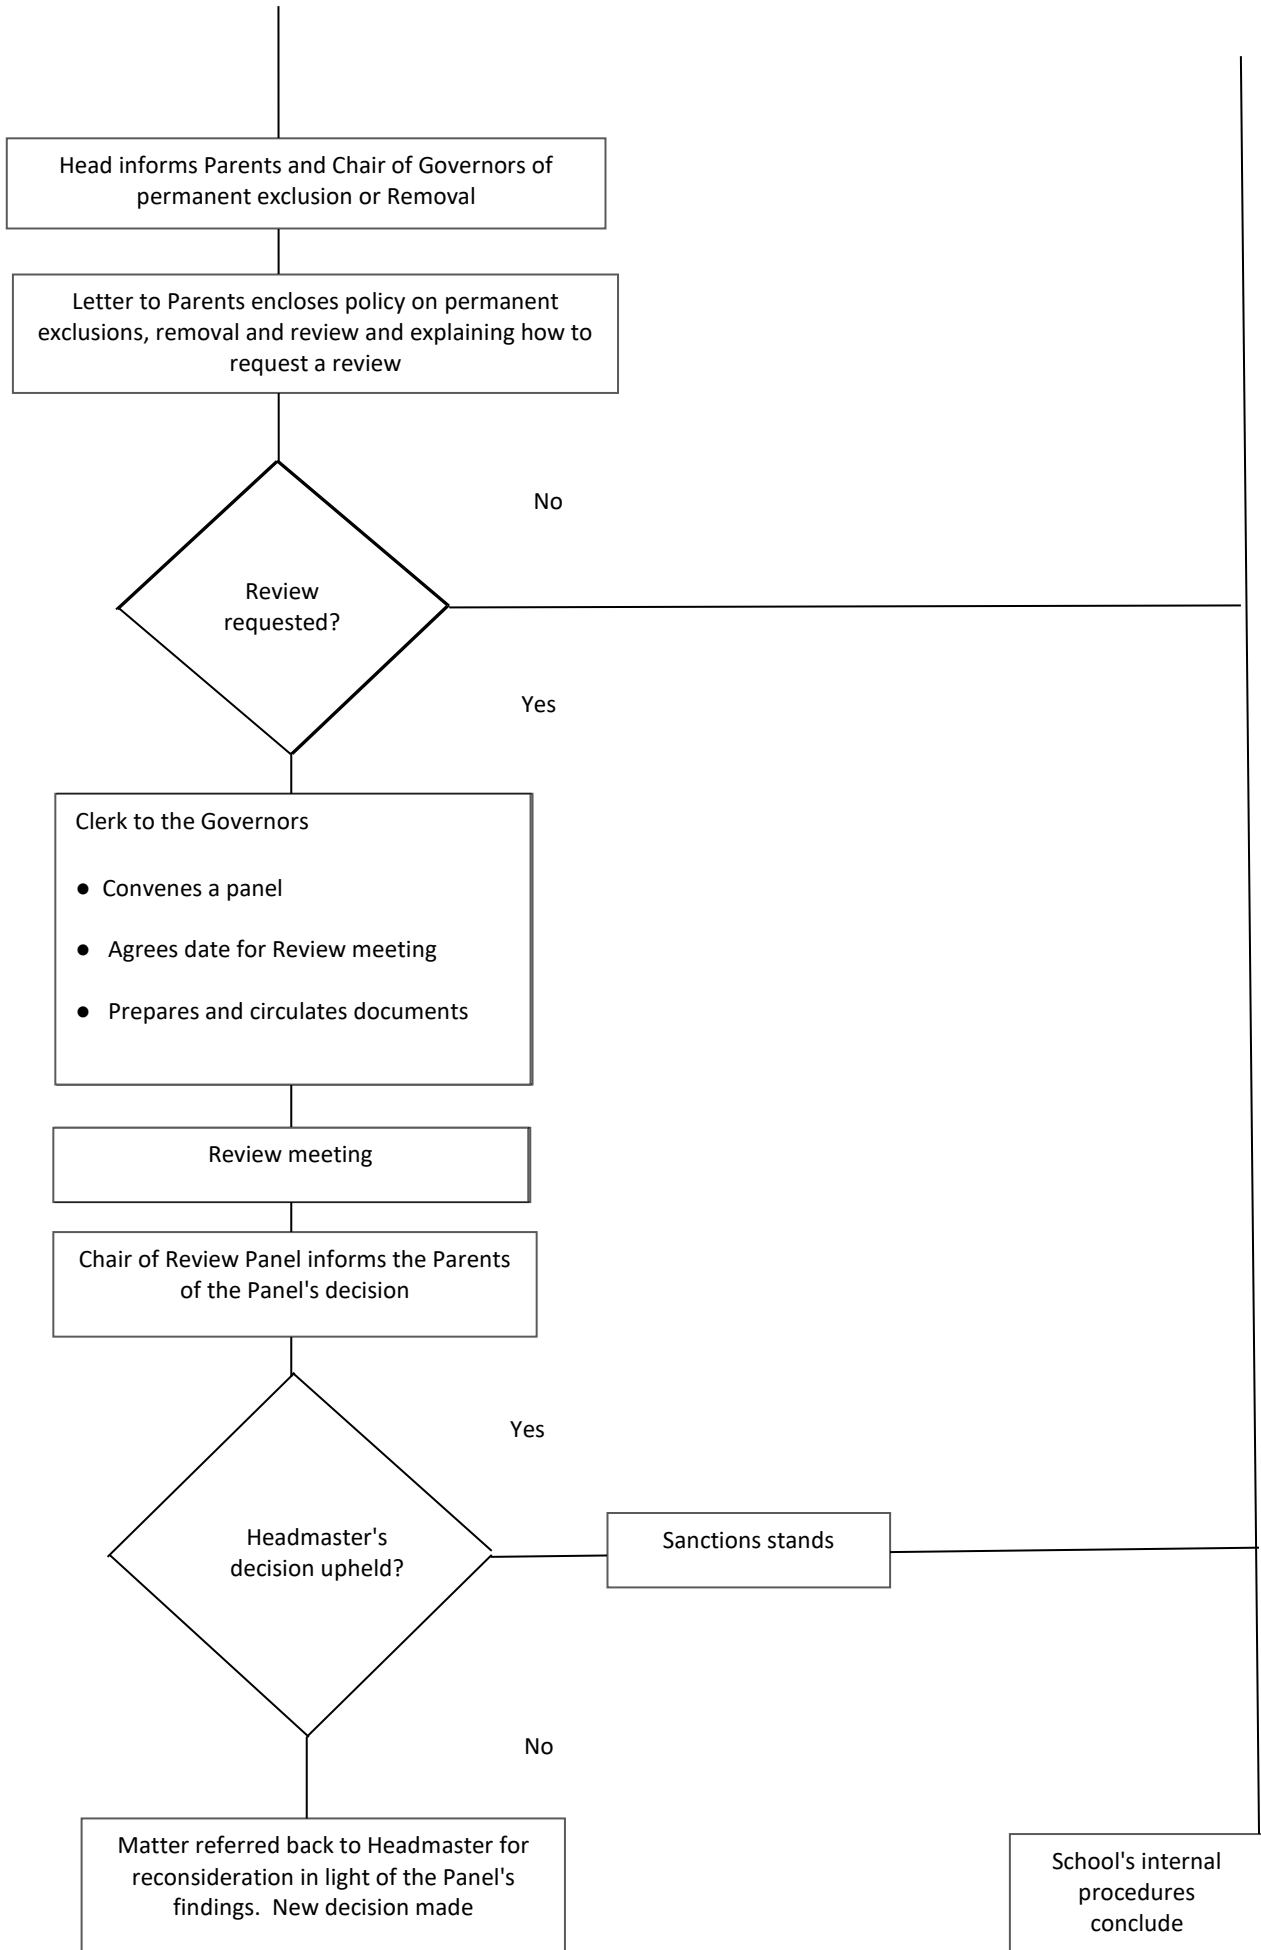 Head informs Parents and Chair of Governors of
permanent exclusion or Removal
Letter to Parents encloses policy on permanent
exclusions, removal and review and explaining how to
request a review
No
Review
requested?
Yes
Clerk to the Governors
● Convenes a panel
● Agrees date for Review meeting
● Prepares and circulates documents
Review meeting
Chair of Review Panel informs the Parents
of the Panel's decision
Yes
Headmaster's
decision upheld?
Sanctions stands
No
Matter referred back to Headmaster for
reconsideration in light of the Panel's
findings.  New decision made
School's internal
procedures
conclude